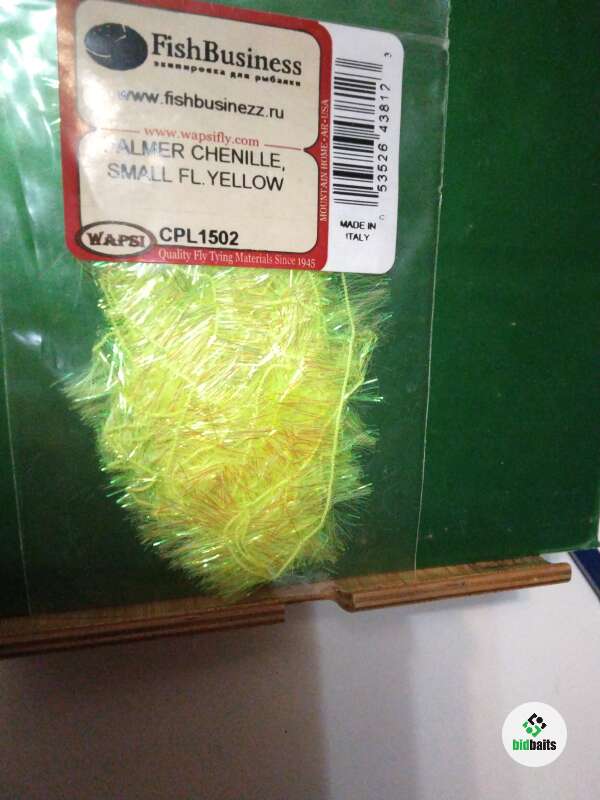 FishBusiness
экипировка для рыбалки
www.fishbusinezz.ru
www.wapsifly.com
ALMER CHENILLE,
SMALL FL.YELLOW
WAPSI
CPL1502
Quality Fly Tying Materials Since 1945
MOUNTAIN HOME-AR-USA
53526 43812
3
MADE IN
ITALY
bidbaits